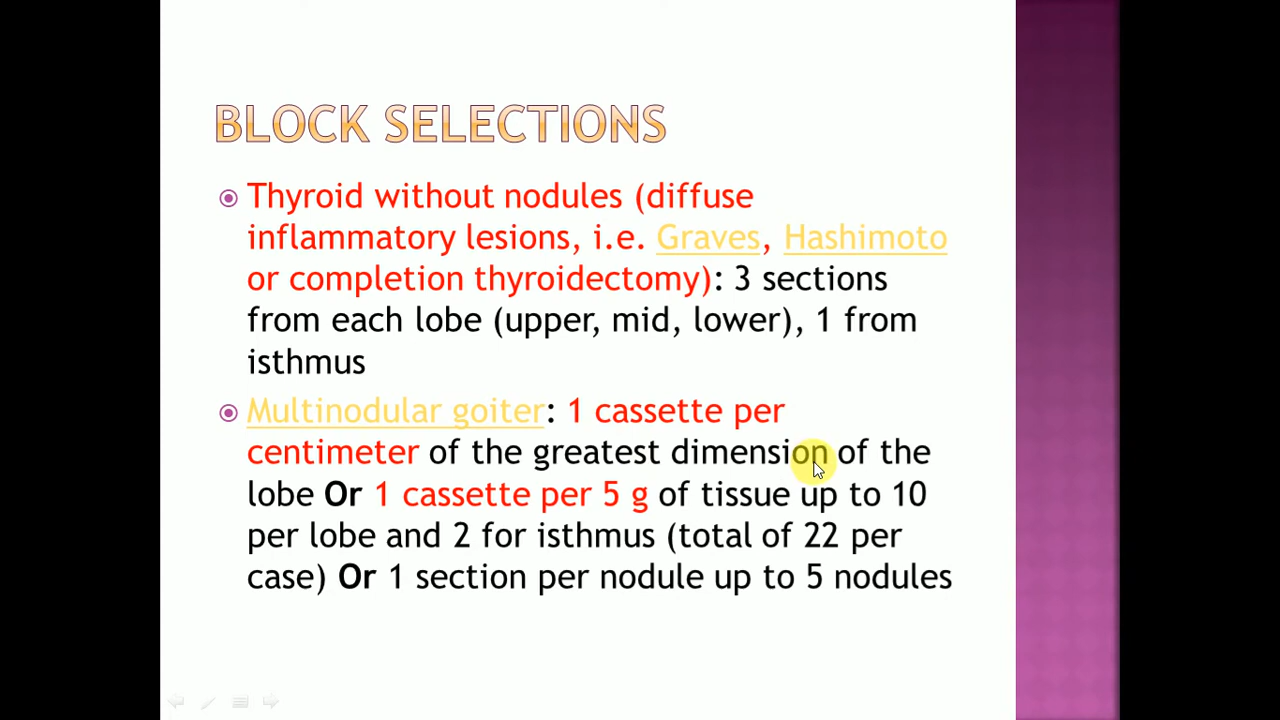 BLOCK SELECTIONS
Thyroid without nodules (diffuse
inflammatory lesions, i.e. Graves, Hashimoto
or completion thyroidectomy): 3 sections
from each lobe (upper, mid, lower), 1 from
isthmus
Multinodular goiter: 1 cassette per
centimeter of the greatest dimension of the
lobe Or 1 cassette per 5 g of tissue up to 10
per lobe and 2 for isthmus (total of 22 per
case) Or 1 section per nodule up to 5 nodules